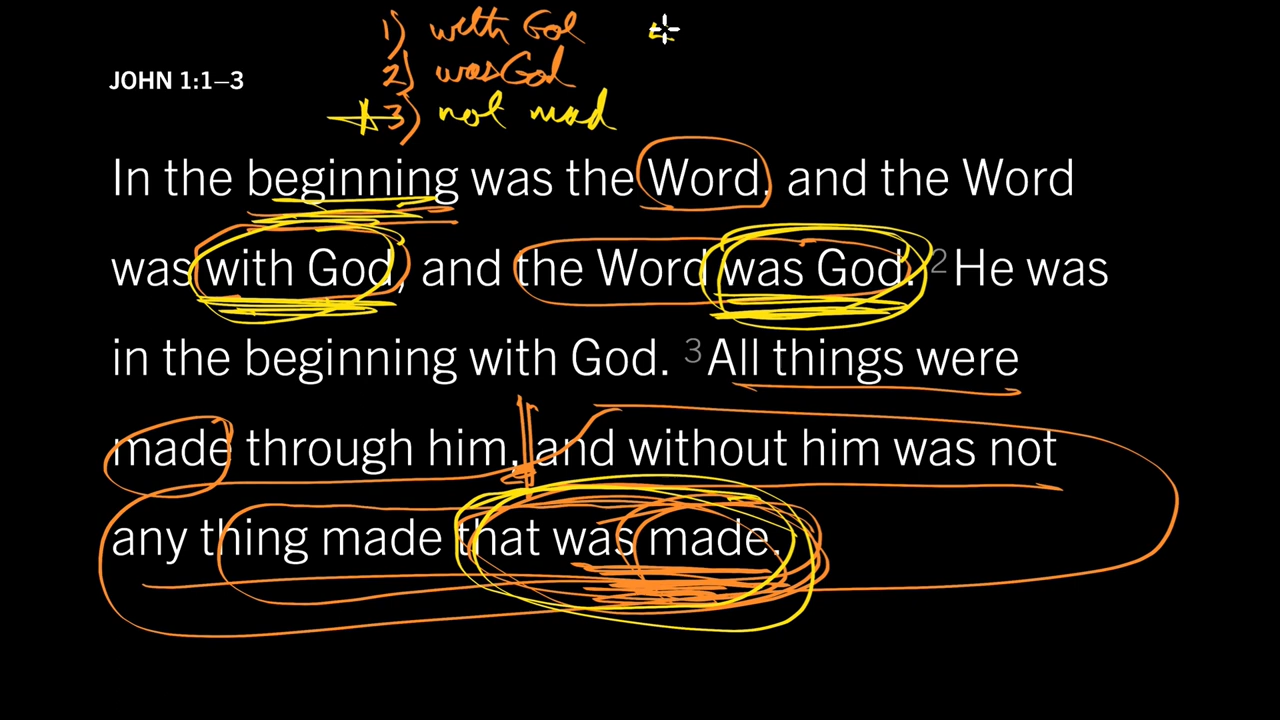 1) with God
JOHN 1:1–3
2) was God
3) not mad
In the beginning was the Word, and the Word
was with God, and the Word was God. 2 He was
in the beginning with God. 3 All things were
made through him, and without him was not
any thing made that was made.